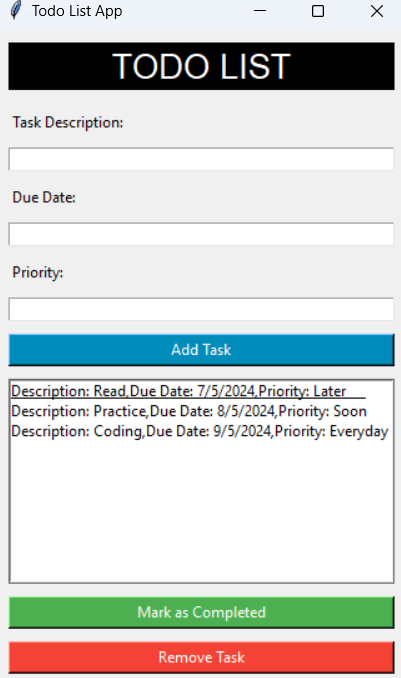 Todo List App
TODO LIST
Task Description:
Due Date:
Priority:
Add Task
Description: Read,Due Date: 7/5/2024,Priority: Later
Description: Practice,Due Date: 8/5/2024,Priority: Soon
Description: Coding,Due Date: 9/5/2024,Priority: Everyday
Mark as Completed
Remove Task